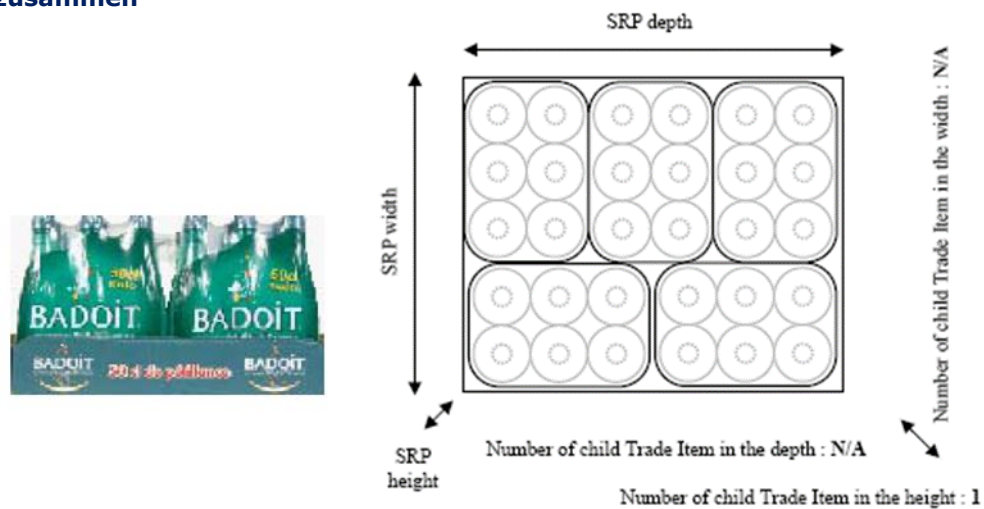 zusammen
SRP depth
SRP width
Number of child Trade Item in the width : N/A
BADOIT
BADOIT
BADOIT
BADOIT
SRP
height
Number of child Trade Item in the depth : N/A
Number of child Trade Item in the height : 1